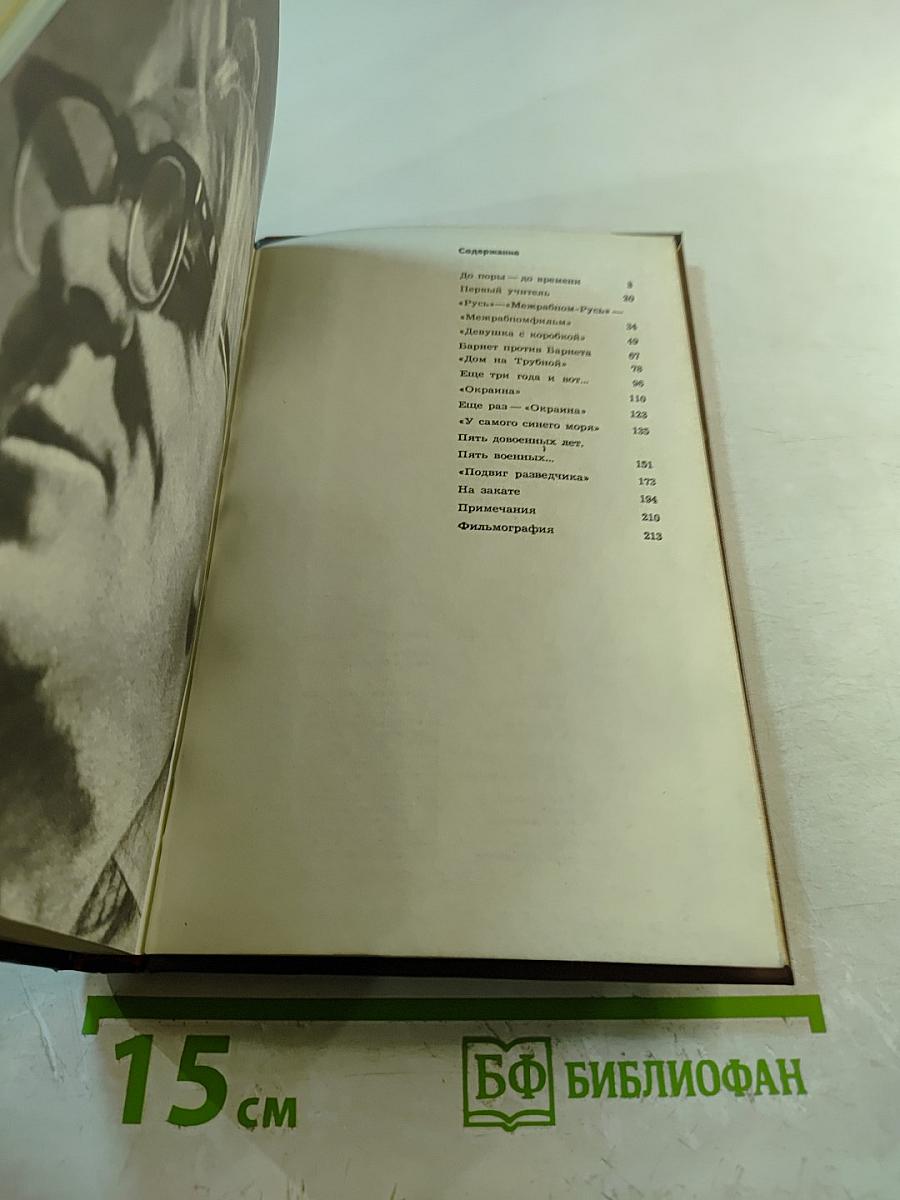 Содержание
До поры — до времени 3
Первый учитель 20
«Русь»—«Межрабпом-Русь»—
«Межрабпомфильм» 34
«Девушка с коробкой» 49
Барнет против Барнета 67
«Дом на Трубной» 78
Еще три года и вот... 96
«Окраина» 110
Еще раз — «Окраина» 123
«У самого синего моря» 135
Пять довоенных лет,
Пять военных... 151
«Подвиг разведчика» 173
На закате 194
Примечания 210
Фильмография 213
15 см
БФ БИБЛИОФАН